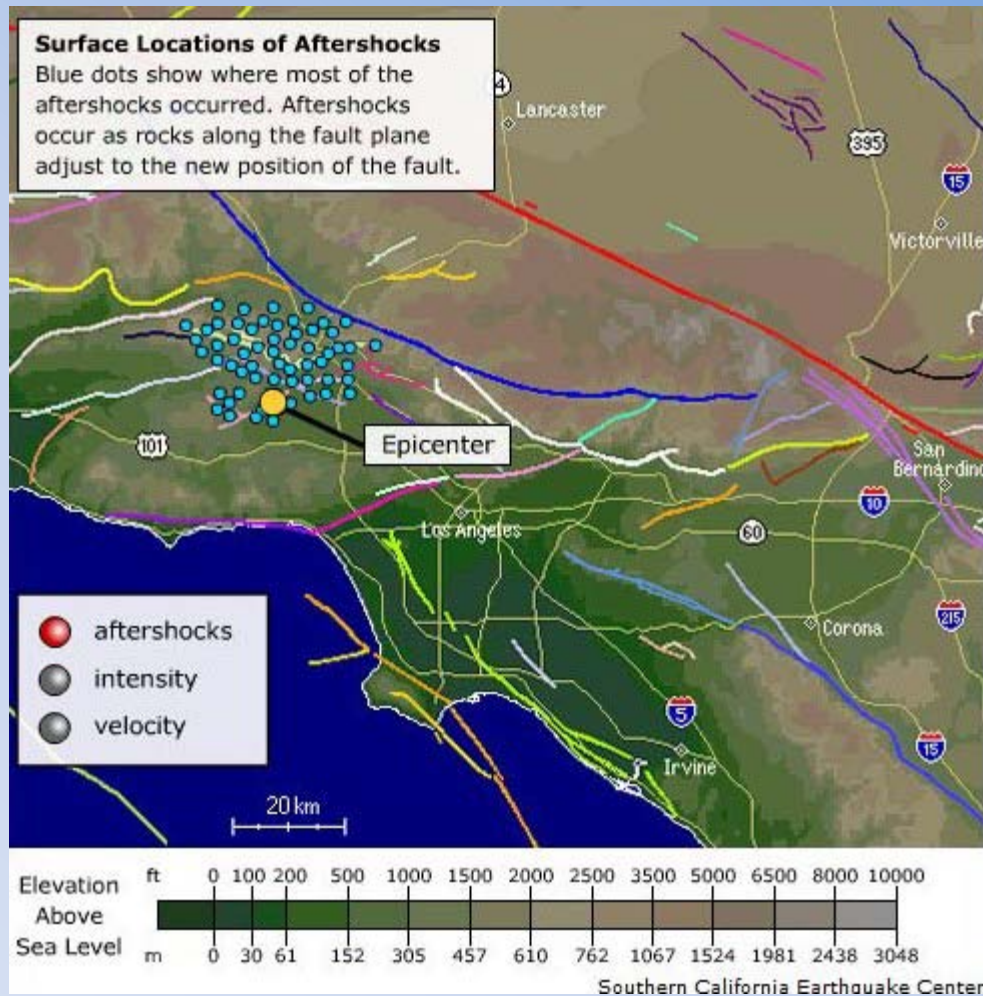 Surface Locations of Aftershocks
Blue dots show where most of the
aftershocks occurred. Aftershocks
occur as rocks along the fault plane
adjust to the new position of the fault.
4
Lancaster
395
15
Victorville
Epicenter
101
San
Bernardino
10
Los Angeles
60
aftershocks
intensity
velocity
Corona
215
5
15
Irvine
20 km
Elevation
Above
Sea Level
ft 0 100 200 500 1000 1500 2000 2500 3500 5000 6500 8000 10000
m 0 30 61 152 305 457 610 762 1067 1524 1981 2438 3048
Southern California Earthquake Center